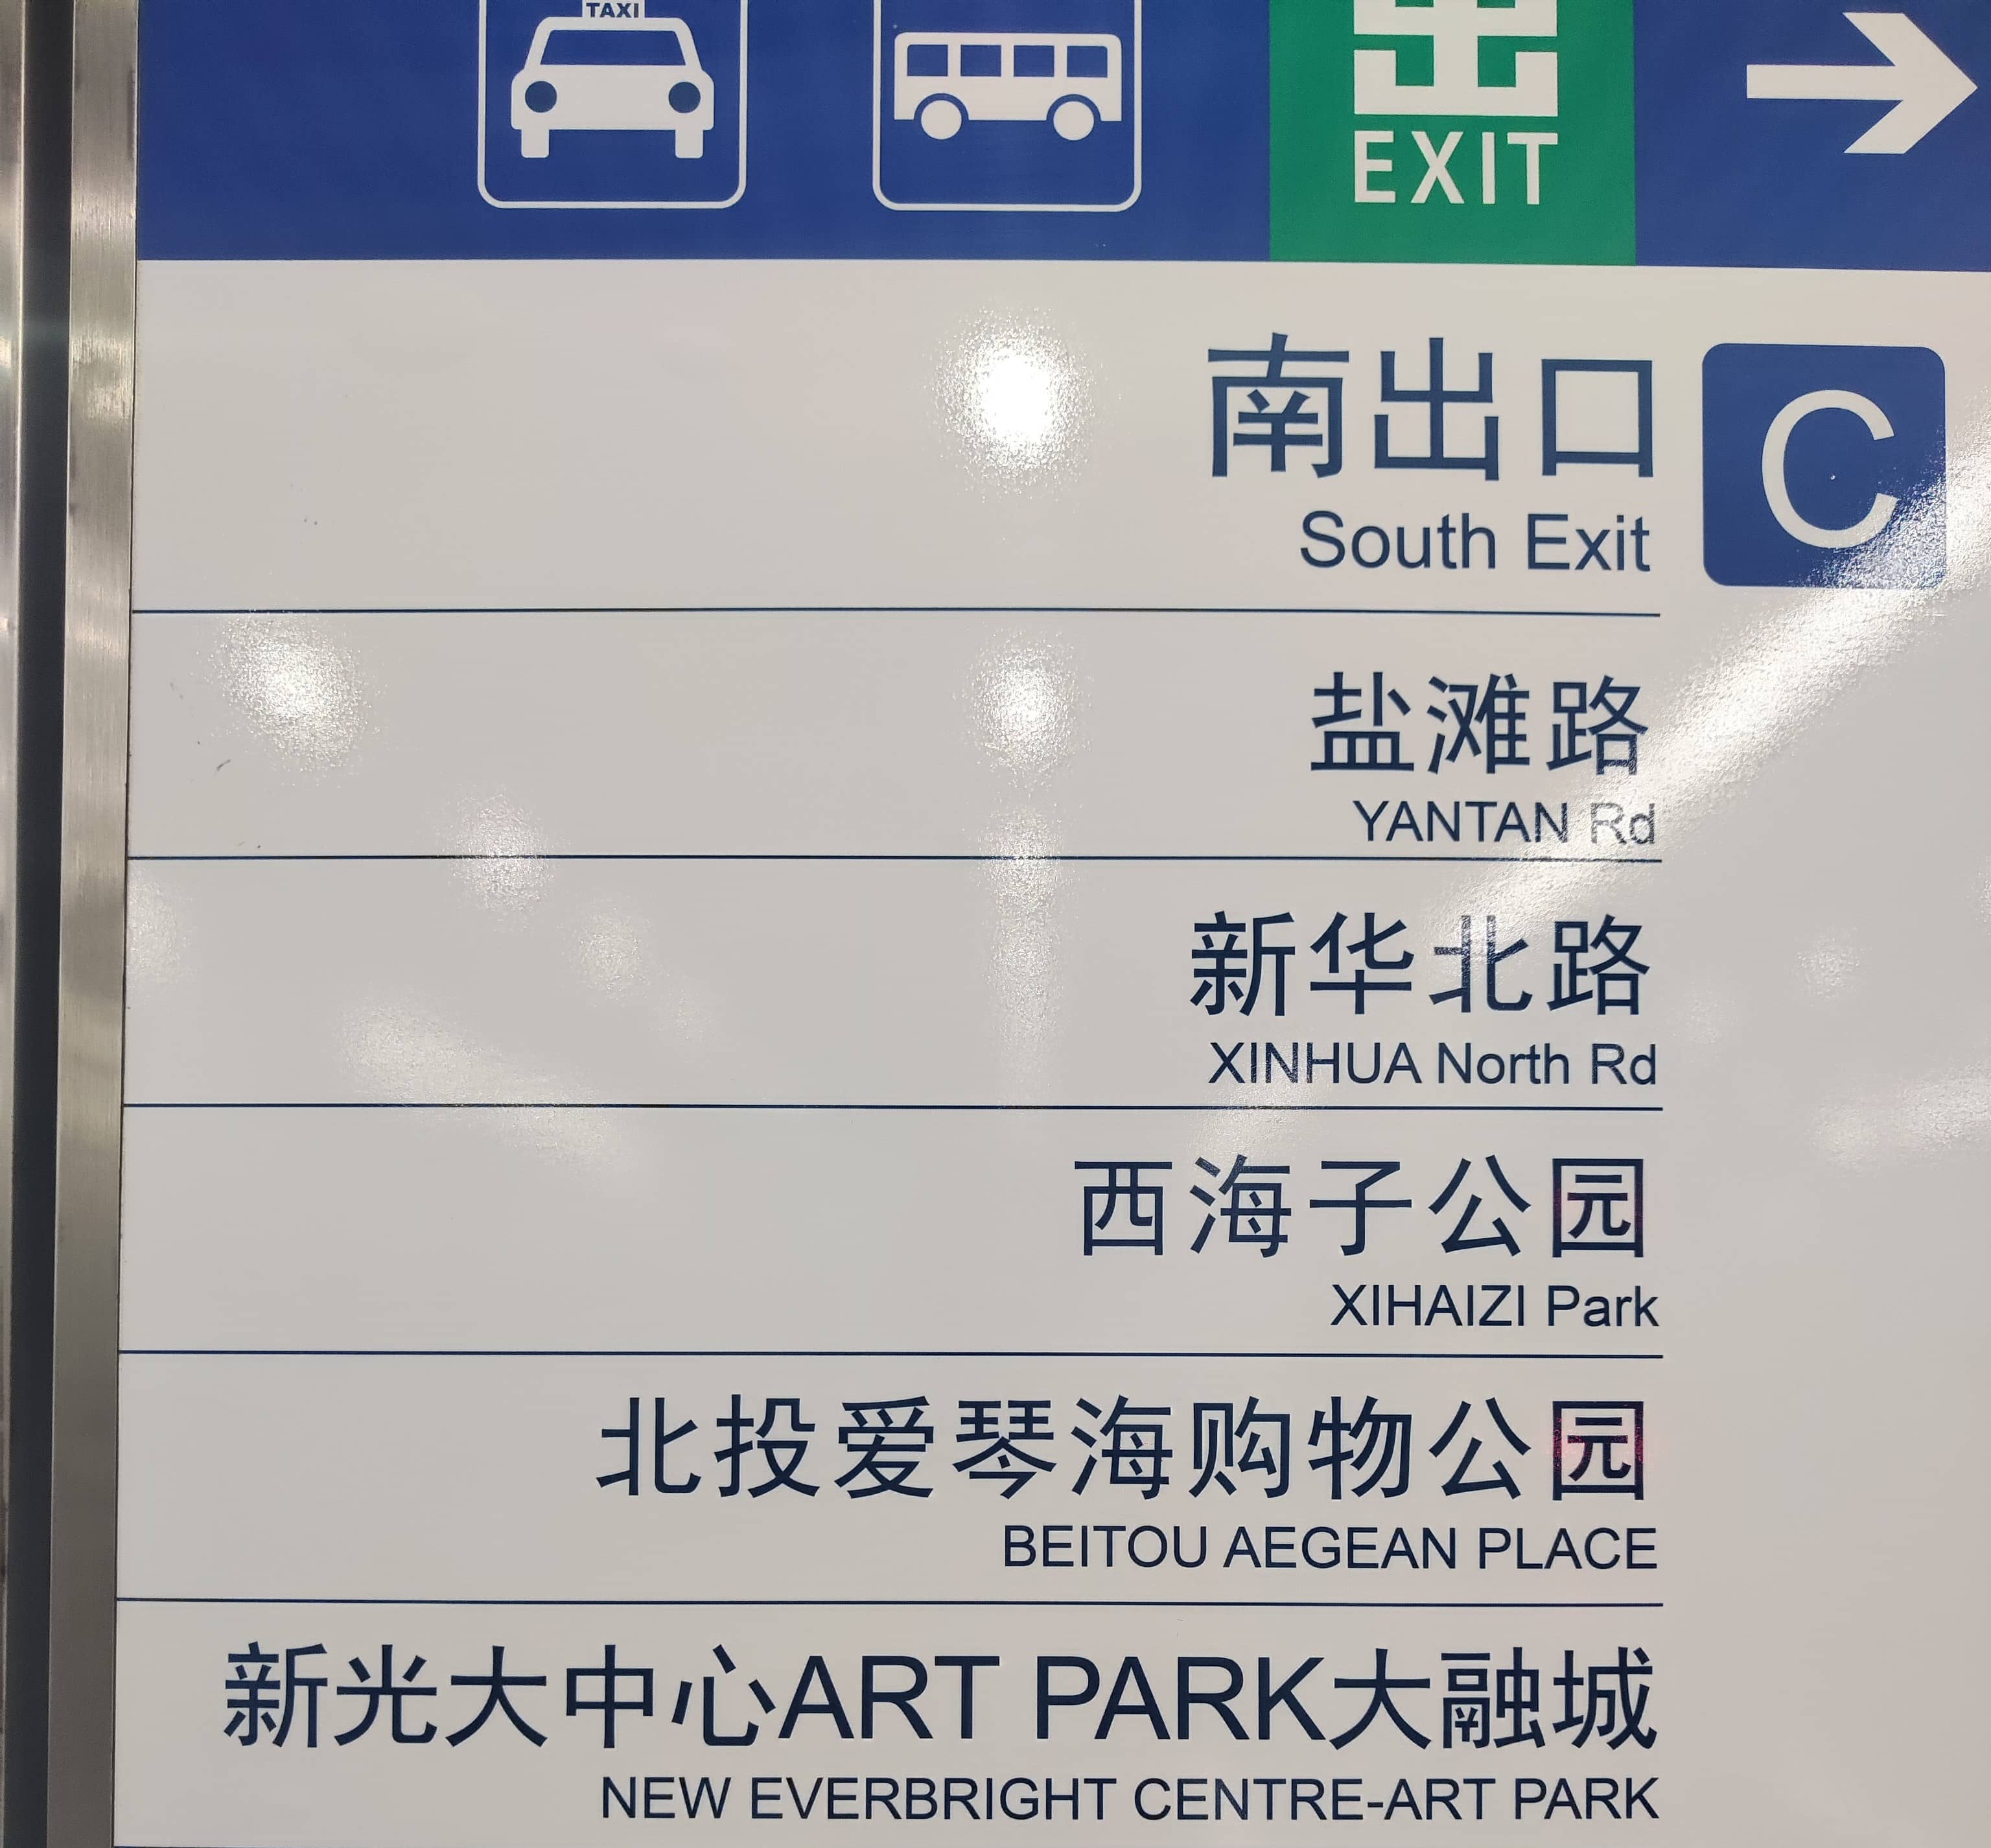 TAXI
出
EXIT
南出口
South Exit
C
盐滩路
YANTAN Rd
新华北路
XINHUA North Rd
西海子公园
XIHAIZI Park
北投爱琴海购物公园
BEITOU AEGEAN PLACE
新光大中心ART PARK大融城
NEW EVERBRIGHT CENTRE-ART PARK